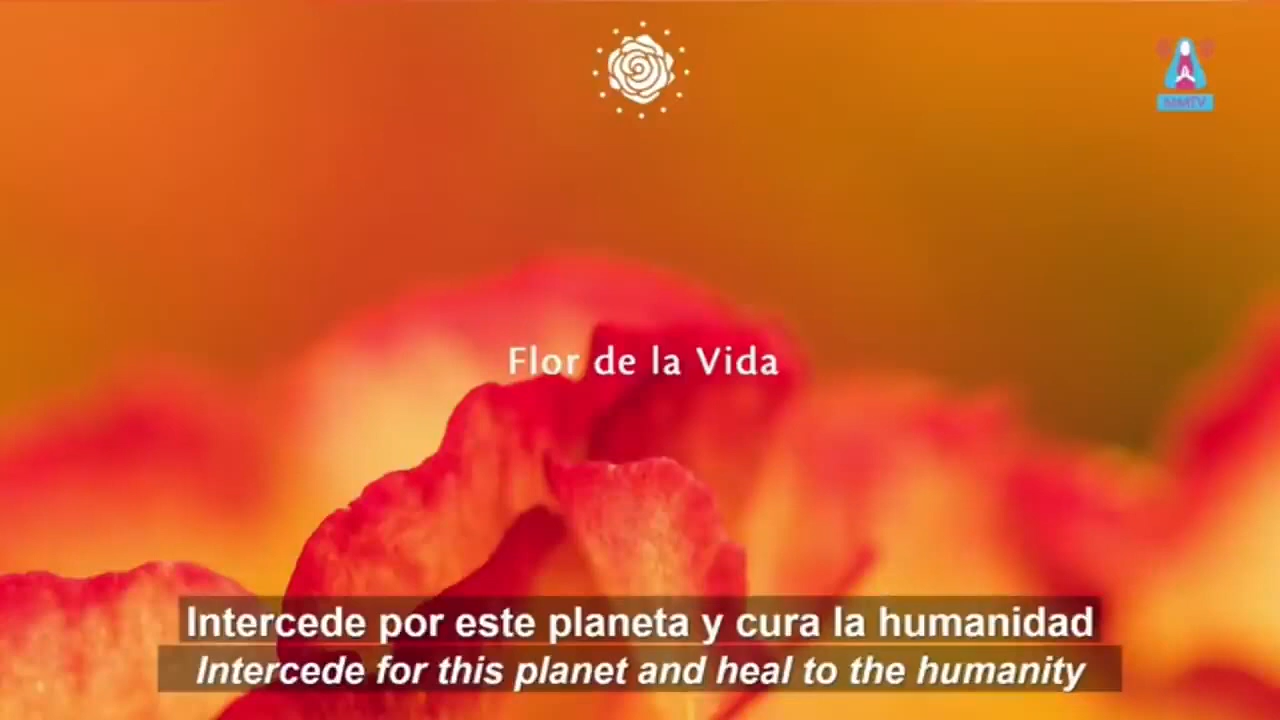 Flor de la Vida
Intercede por este planeta y cura la humanidad
Intercede for this planet and heal to the humanity